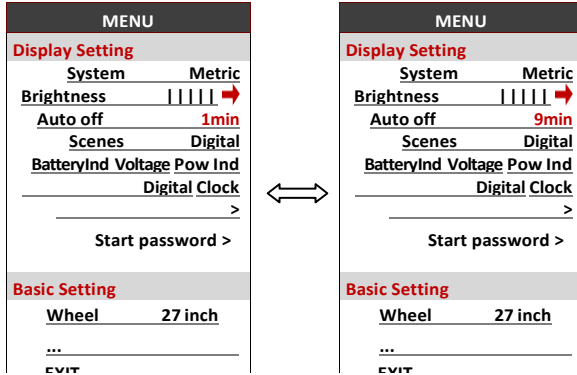 MENU
Display Setting
System Metric
Brightness | | | | |
Auto off 1min
Scenes Digital
BatteryInd Voltage Pow Ind
Digital Clock
>
Start password >
Basic Setting
Wheel 27 inch
...
EXIT
MENU
Display Setting
System Metric
Brightness | | | | |
Auto off 9min
Scenes Digital
BatteryInd Voltage Pow Ind
Digital Clock
>
Start password >
Basic Setting
Wheel 27 inch
...
EXIT